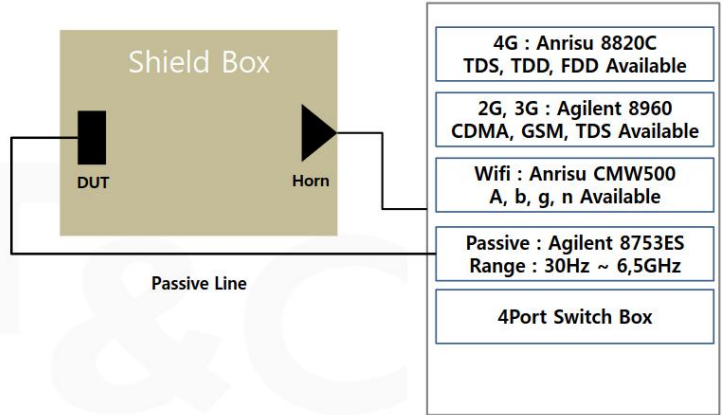 Shield Box
DUT
Horn
Passive Line
4G : Anrisu 8820C
TDS, TDD, FDD Available
2G, 3G : Agilent 8960
CDMA, GSM, TDS Available
Wifi : Anrisu CMW500
A, b, g, n Available
Passive : Agilent 8753ES
Range : 30Hz ~ 6,5GHz
4Port Switch Box